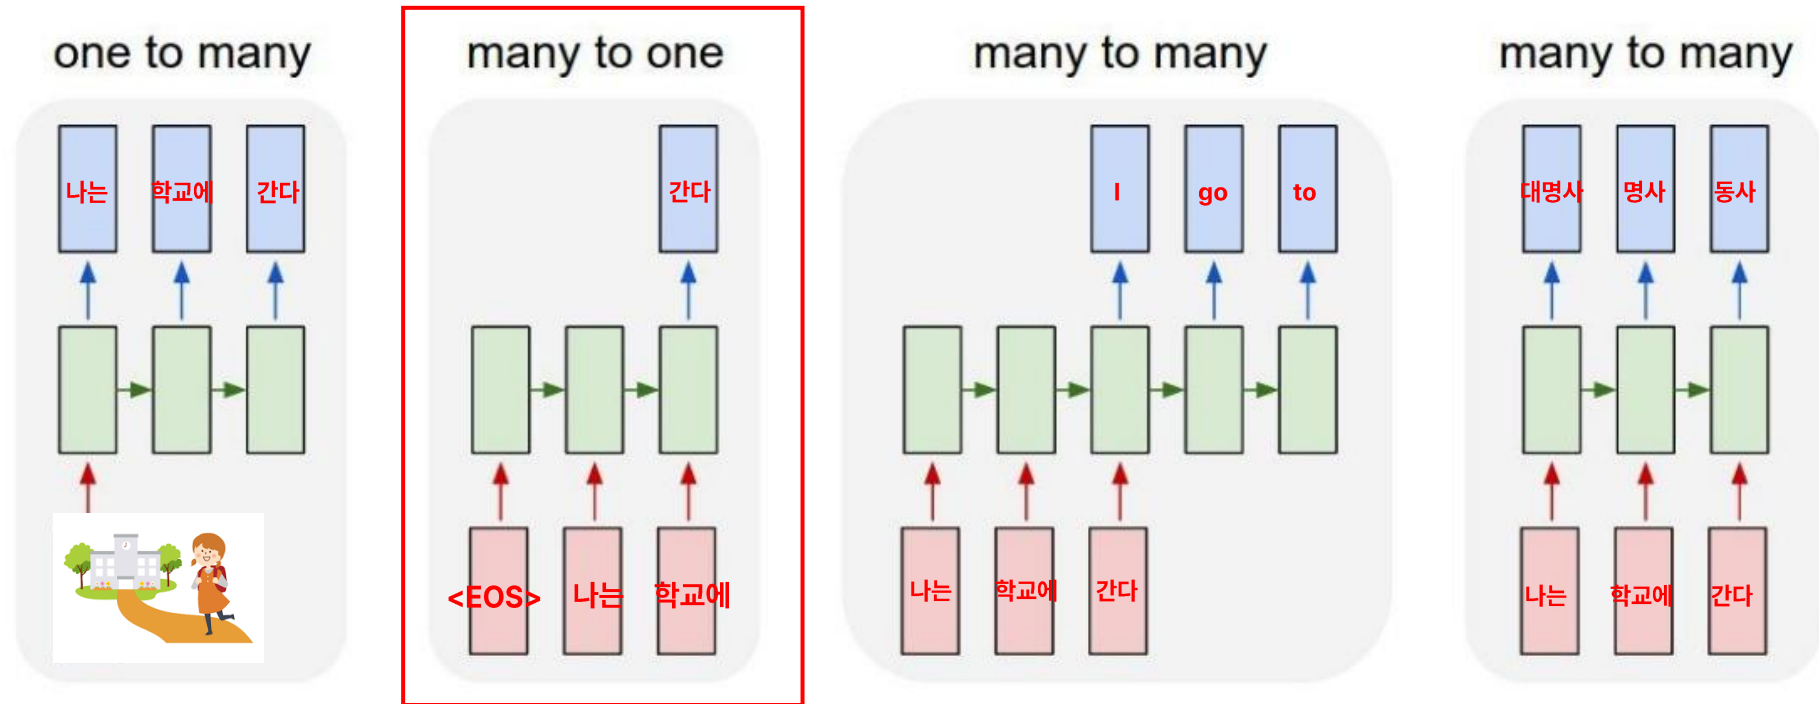 one to many
나는 학교에 간다
many to one
간다
<EOS> 나는 학교에
many to many
I go to
나는 학교에 간다
many to many
대명사 명사 동사
나는 학교에 간다